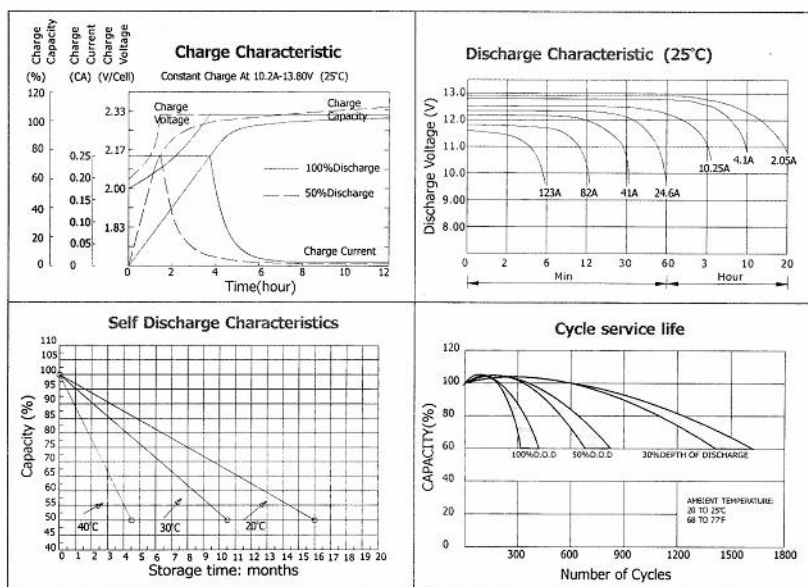 Charge Capacity
Charge Current
Charge Voltage
(%) (CA) (V/Cell)
Charge Characteristic
Constant Charge At 10.2A-13.80V (25°C)
120
100
80
60
40
20
0
0.25
0.20
0.15
0.10
0.05
0
2.33
2.17
2.00
1.83
Charge Voltage
Charge Capacity
100%Discharge
50%Discharge
Charge Current
0 2 4 6 8 10 12
Time(hour)
Discharge Characteristic (25°C)
Discharge Voltage (V)
13.0
12.0
11.0
10.0
9.00
8.00
0
123A 82A 41A 24.6A 10.25A 4.1A 2.05A
0 2 6 12 30 60 3 10 20
Min Hour
Self Discharge Characteristics
Capacity (%)
110
105
100
95
90
85
80
75
70
65
60
55
50
45
40
40°C 30°C 20°C
0 1 2 3 4 5 6 7 8 9 10 11 12 13 14 15 16 17 18 19 20
Storage time: months
Cycle service life
CAPACITY(%)
120
100
80
60
40
20
0
100%D.O.D 50%D.O.D 30%DEPTH OF DISCHARGE
AMBIENT TEMPERATURE:
20 TO 25°C
68 TO 77°F
300 600 900 1200 1500 1800
Number of Cycles